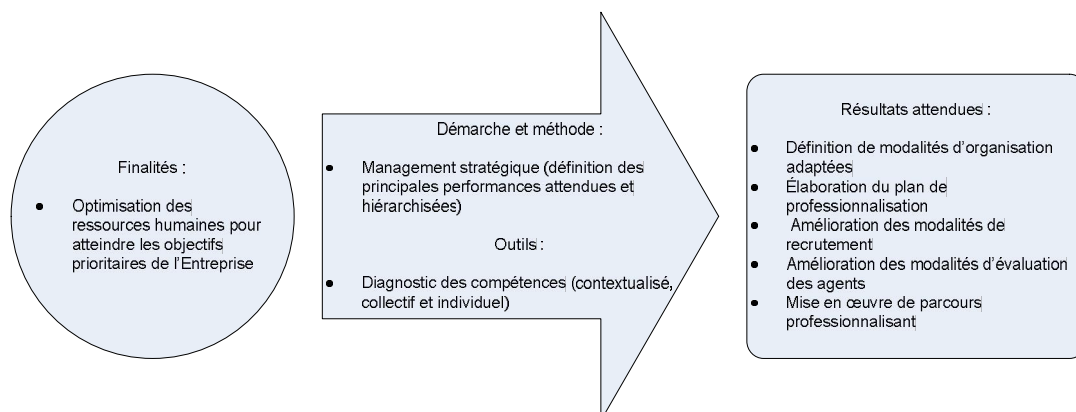 Finalités :
• Optimisation des
ressources humaines pour
atteindre les objectifs
prioritaires de l'Entreprise
Démarche et méthode :
• Management stratégique (définition des
principales performances attendues et
hiérarchisées)
Outils :
• Diagnostic des compétences (contextualisé,
collectif et individuel)
Résultats attendues :
• Définition de modalités d'organisation
adaptées
• Élaboration du plan de
professionnalisation
• Amélioration des modalités de
recrutement
• Amélioration des modalités d'évaluation
des agents
• Mise en œuvre de parcours
professionnalisant